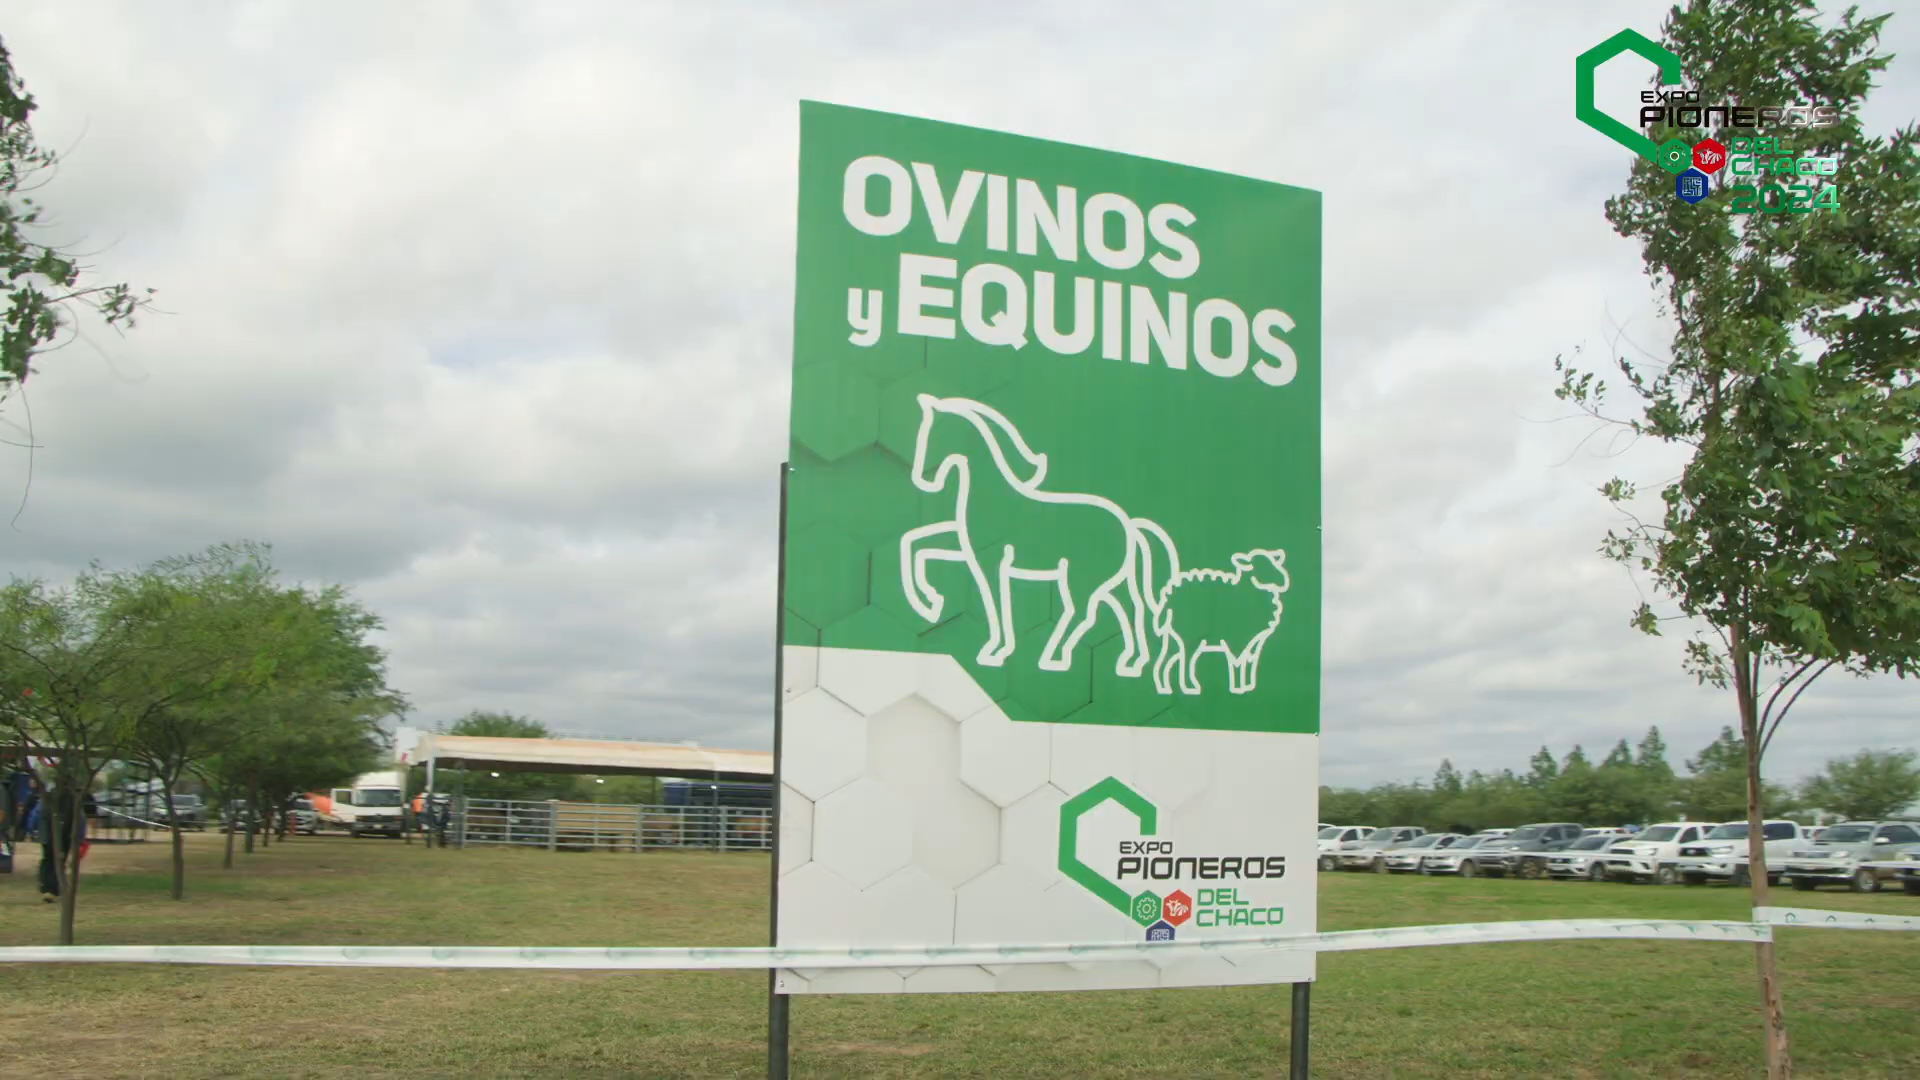 EXPO
PIONEROS
DEL
CHACO
2024
OVINOS
y EQUINOS
EXPO
PIONEROS
DEL
CHACO